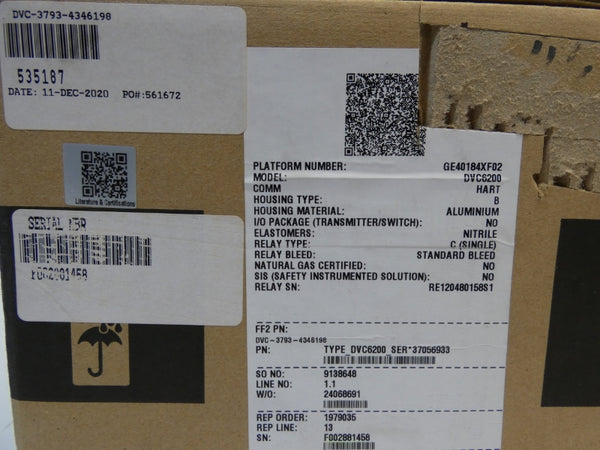 DVC-3793-4346198
535187
DATE: 11-DEC-2020 PO#:561672
Literature & Certifications
SERIAL NBR
F002881458
PLATFORM NUMBER: GE40184XF02
MODEL: DVC6200
COMM HART
HOUSING TYPE: B
HOUSING MATERIAL: ALUMINIUM
I/O PACKAGE (TRANSMITTER/SWITCH): NO
ELASTOMERS: NITRILE
RELAY TYPE: C (SINGLE)
RELAY BLEED: STANDARD BLEED
NATURAL GAS CERTIFIED: NO
SIS (SAFETY INSTRUMENTED SOLUTION): NO
RELAY SN: RE120480158S1
FF2 PN:
DVC-3793-4346198
PN: TYPE_DVC6200_SER*37056933
SO NO: 9138648
LINE NO: 1.1
W/O: 24068691
REP ORDER: 1979035
REP LINE: 13
SN: F002881458